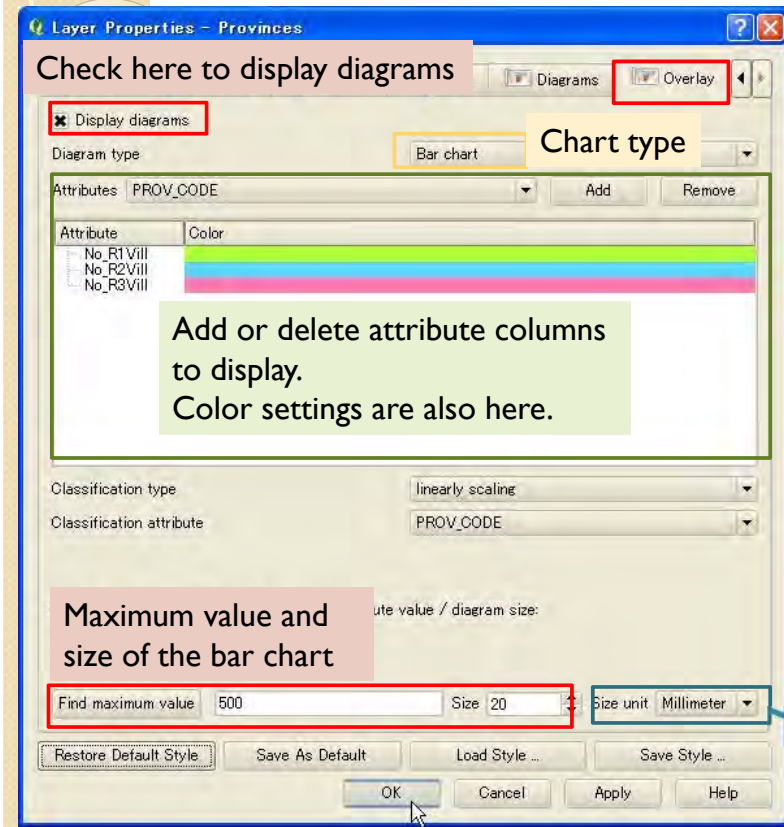 Layer Properties - Provinces
Check here to display diagrams
Diagrams
Overlay
Display diagrams
Diagram type
Bar chart
Chart type
Attributes
PROV_CODE
Add
Remove
Attribute
Color
No_R1Vill
No_R2Vill
No_R3Vill
Add or delete attribute columns
to display.
Color settings are also here.
Classification type
linearly scaling
Classification attribute
PROV_CODE
Maximum value and
size of the bar chart
ute value / diagram size:
Find maximum value
500
Size
20
Size unit
Millimeter
Restore Default Style
Save As Default
Load Style ...
Save Style ...
OK
Cancel
Apply
Help